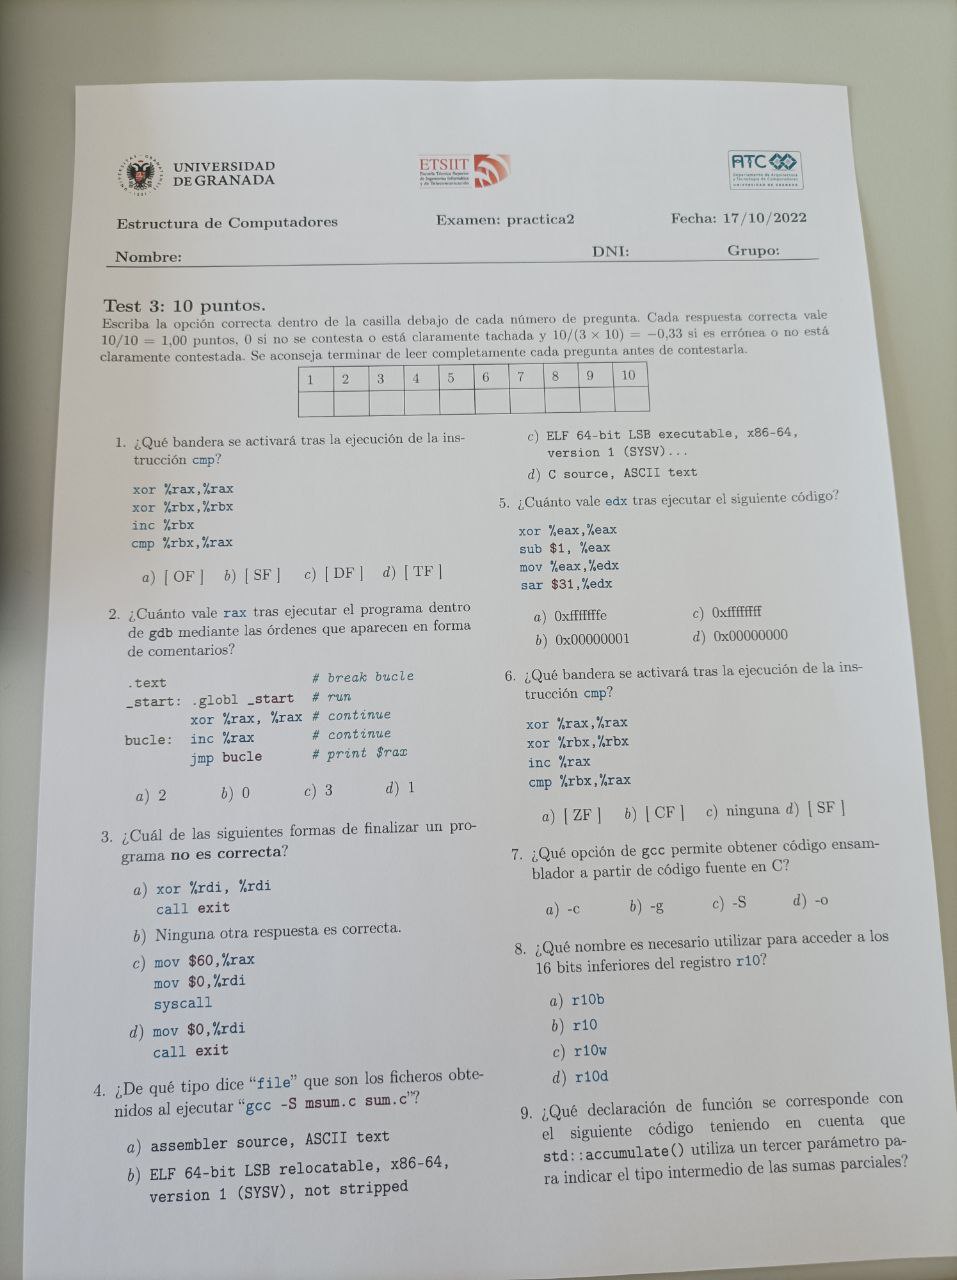 UNIVERSIDAD
DE GRANADA
ETSIIT
Escuela Técnica Superior
de Ingenierías Informática
y de Telecomunicación
ATC
Departamento de Arquitectura
y Tecnología de Computadores
UNIVERSIDAD DE GRANADA
Estructura de Computadores
Examen: practica2
Fecha: 17/10/2022
Nombre:
DNI:
Grupo:
Test 3: 10 puntos.
Escriba la opción correcta dentro de la casilla debajo de cada número de pregunta. Cada respuesta correcta vale
10/10 = 1,00 puntos, 0 si no se contesta o está claramente tachada y 10/(3 × 10) = −0,33 si es errónea o no está
claramente contestada. Se aconseja terminar de leer completamente cada pregunta antes de contestarla.
1 2 3 4 5 6 7 8 9 10
1. ¿Qué bandera se activará tras la ejecución de la ins-
trucción cmp?
xor %rax,%rax
xor %rbx,%rbx
inc %rbx
cmp %rbx,%rax
a) [ OF ] b) [ SF ] c) [ DF ] d) [ TF ]
2. ¿Cuánto vale rax tras ejecutar el programa dentro
de gdb mediante las órdenes que aparecen en forma
de comentarios?
.text # break bucle
_start: .globl _start # run
xor %rax, %rax # continue
bucle: inc %rax # continue
jmp bucle # print $rax
a) 2 b) 0 c) 3 d) 1
3. ¿Cuál de las siguientes formas de finalizar un pro-
grama no es correcta?
a) xor %rdi, %rdi
call exit
b) Ninguna otra respuesta es correcta.
c) mov $60,%rax
mov $0,%rdi
syscall
d) mov $0,%rdi
call exit
4. ¿De qué tipo dice “file” que son los ficheros obte-
nidos al ejecutar “gcc -S msum.c sum.c”?
a) assembler source, ASCII text
b) ELF 64-bit LSB relocatable, x86-64,
version 1 (SYSV), not stripped
c) ELF 64-bit LSB executable, x86-64,
version 1 (SYSV)...
d) C source, ASCII text
5. ¿Cuánto vale edx tras ejecutar el siguiente código?
xor %eax,%eax
sub $1, %eax
mov %eax,%edx
sar $31,%edx
a) 0xfffffffe c) 0xffffffff
b) 0x00000001 d) 0x00000000
6. ¿Qué bandera se activará tras la ejecución de la ins-
trucción cmp?
xor %rax,%rax
xor %rbx,%rbx
inc %rax
cmp %rbx,%rax
a) [ ZF ] b) [ CF ] c) ninguna d) [ SF ]
7. ¿Qué opción de gcc permite obtener código ensam-
blador a partir de código fuente en C?
a) -c b) -g c) -S d) -o
8. ¿Qué nombre es necesario utilizar para acceder a los
16 bits inferiores del registro r10?
a) r10b
b) r10
c) r10w
d) r10d
9. ¿Qué declaración de función se corresponde con
el siguiente código teniendo en cuenta que
std::accumulate() utiliza un tercer parámetro pa-
ra indicar el tipo intermedio de las sumas parciales?